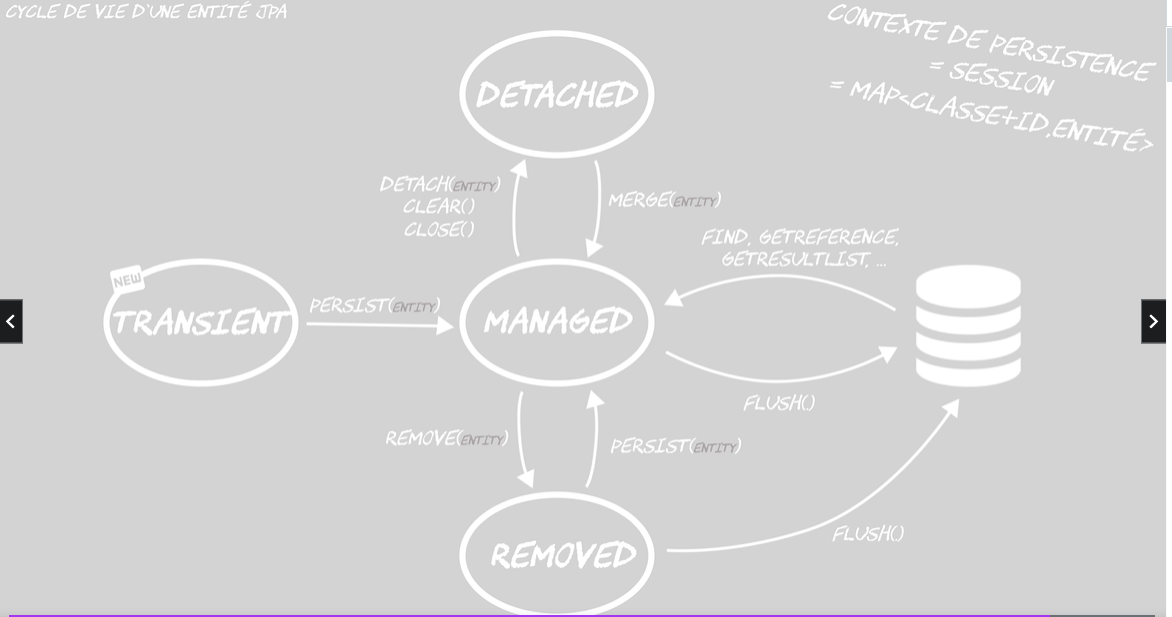 CYCLE DE VIE D'UNE ENTITÉ JPA
CONTEXTE DE PERSISTENCE
= SESSION
= MAP<CLASSE+ID,ENTITÉ>
DETACHED
DETACH(ENTITY)
CLEAR()
CLOSE()
MERGE(ENTITY)
FIND, GETREFERENCE,
GETRESULTLIST, ...
NEW
TRANSIENT
PERSIST(ENTITY)
MANAGED
FLUSH()
REMOVE(ENTITY)
PERSIST(ENTITY)
FLUSH()
REMOVED